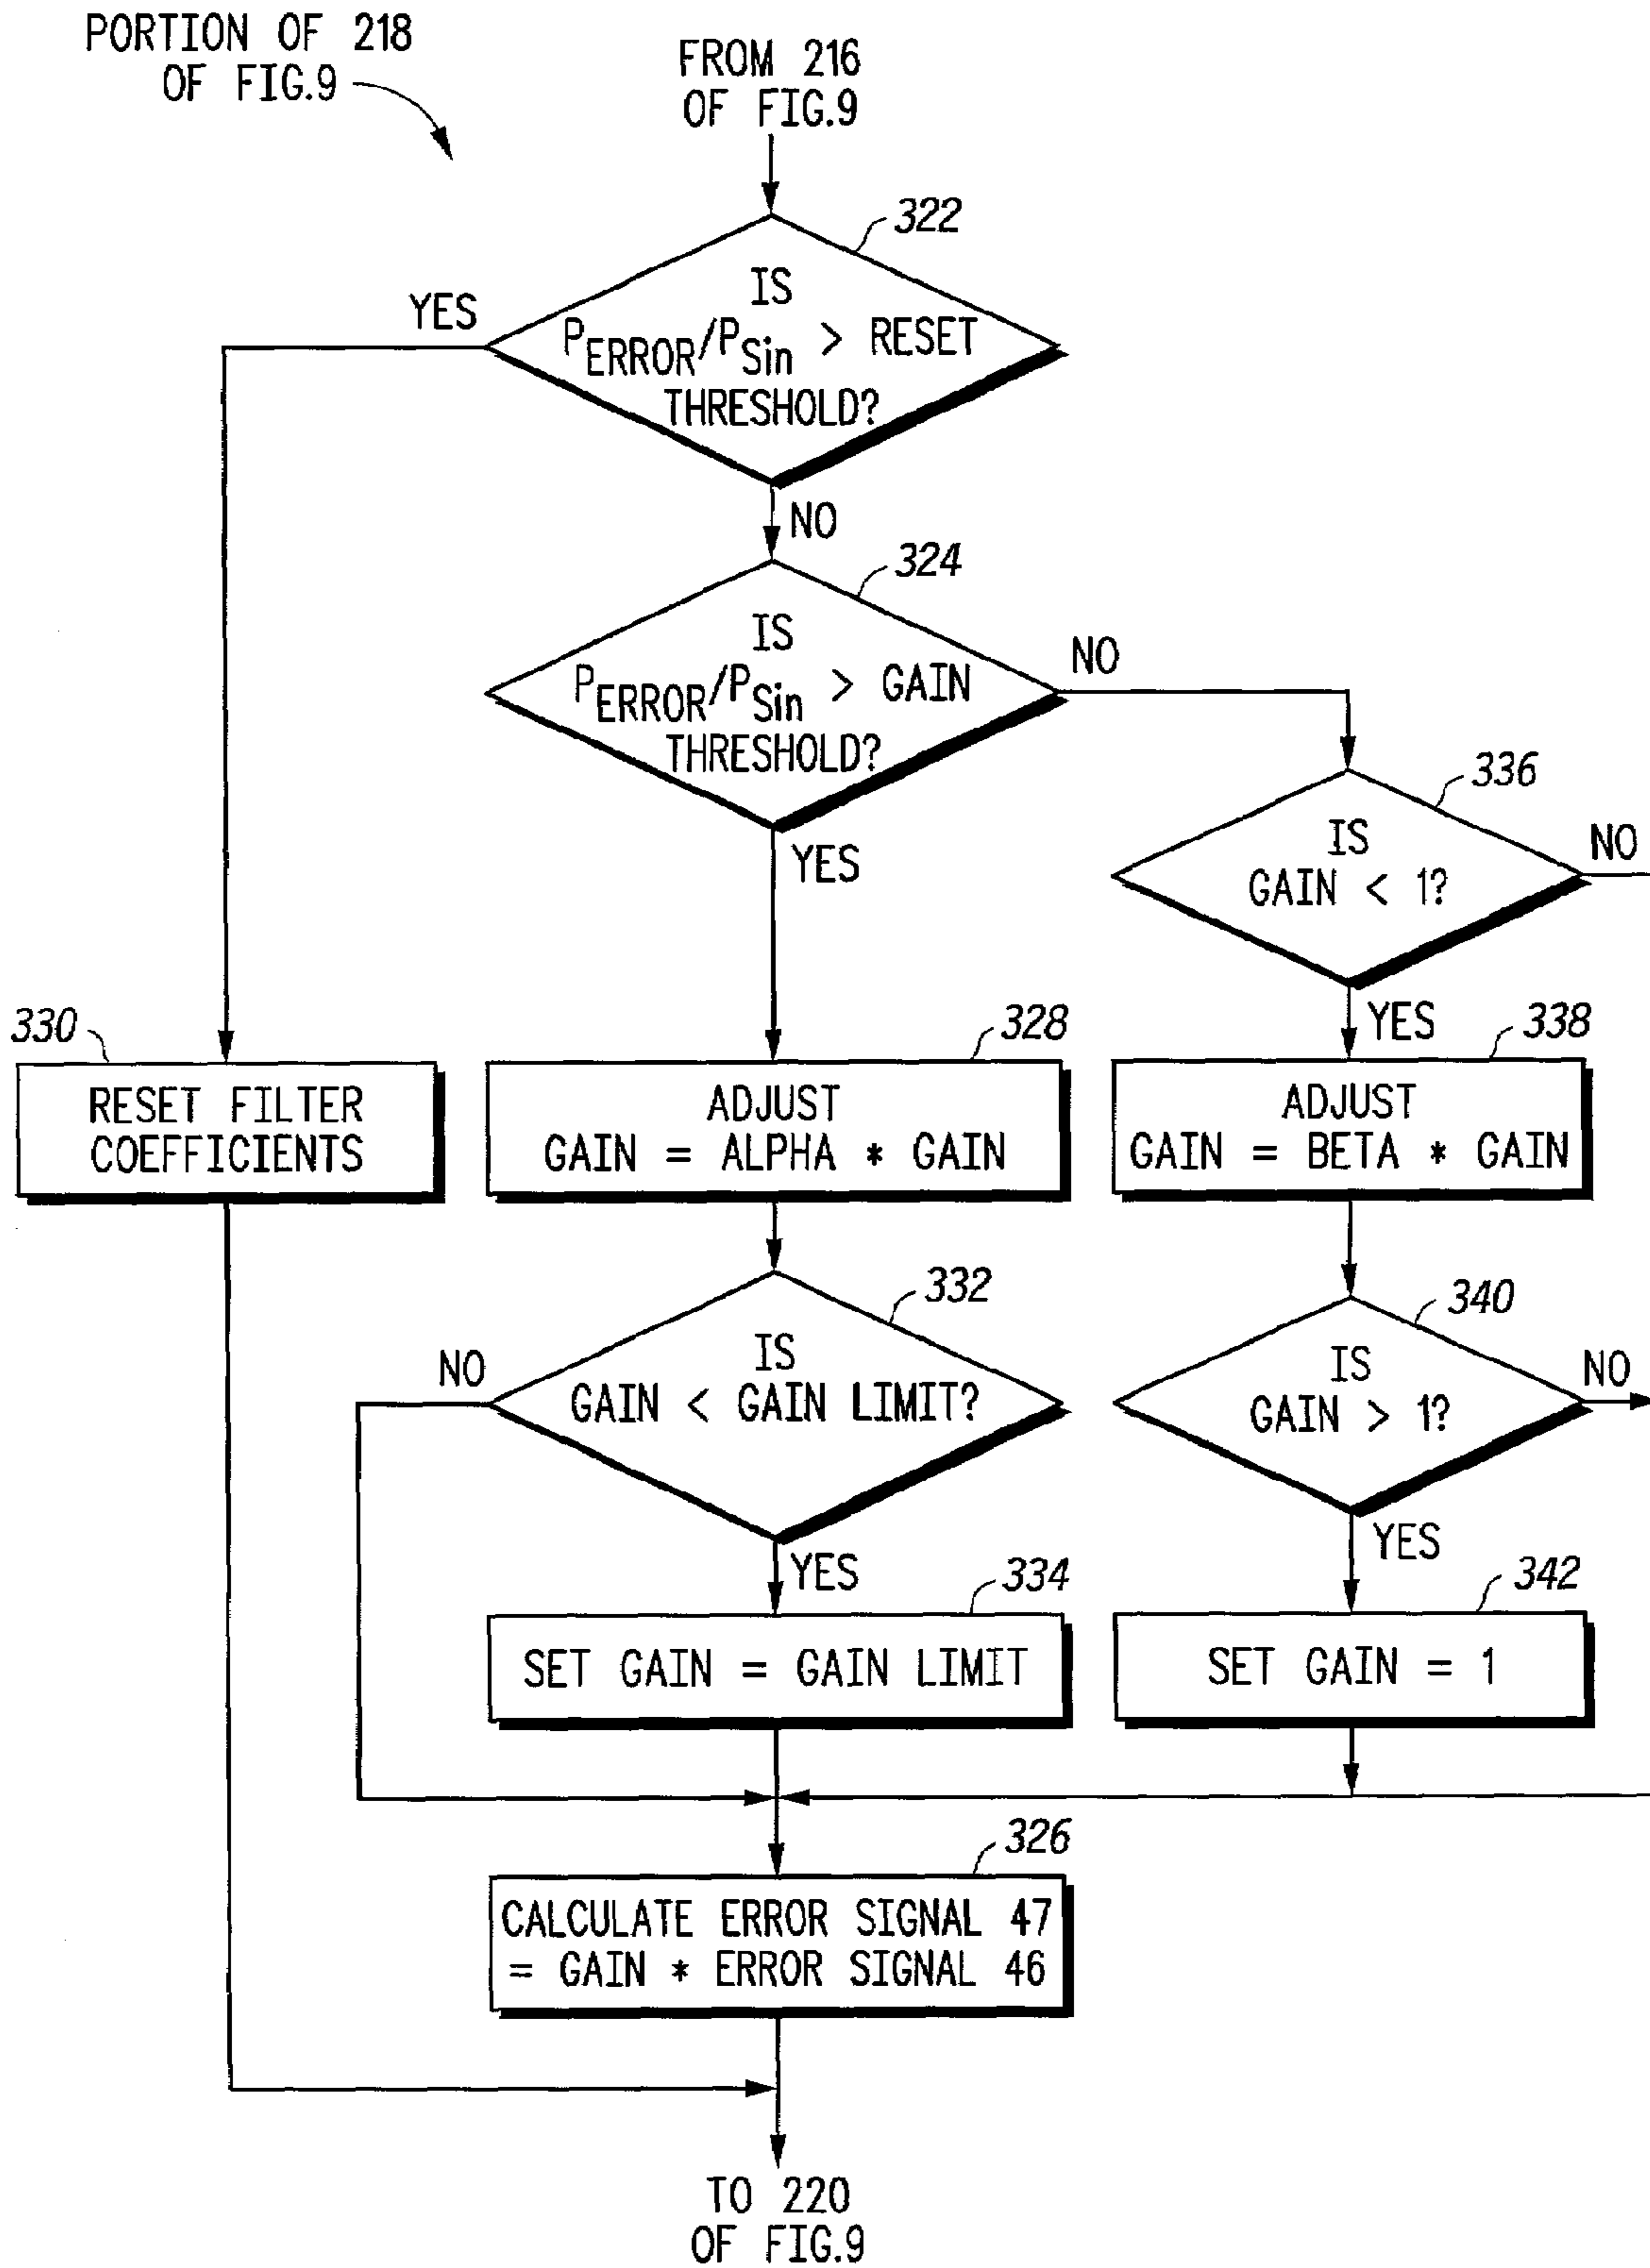 PORTION OF 218
OF FIG.9
FROM 216
OF FIG.9
322
IS
PERROR/PSin > RESET
THRESHOLD?
YES
NO
324
IS
PERROR/PSin > GAIN
THRESHOLD?
NO
YES
336
IS
GAIN < 1?
NO
YES
330
RESET FILTER
COEFFICIENTS
328
ADJUST
GAIN = ALPHA * GAIN
338
ADJUST
GAIN = BETA * GAIN
332
IS
GAIN < GAIN LIMIT?
NO
YES
340
IS
GAIN > 1?
NO
YES
334
SET GAIN = GAIN LIMIT
342
SET GAIN = 1
326
CALCULATE ERROR SIGNAL 47
= GAIN * ERROR SIGNAL 46
TO 220
OF FIG.9